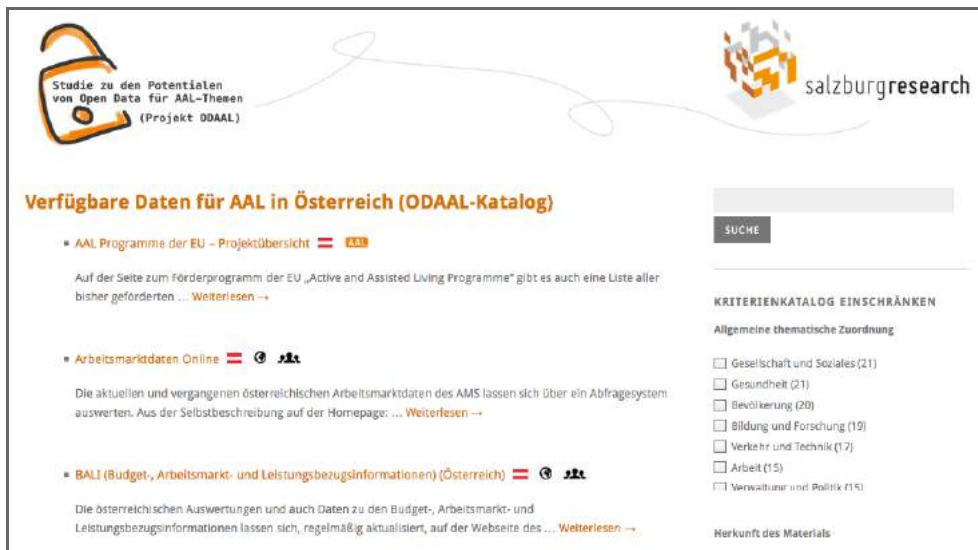 Studie zu den Potentialen
von Open Data für AAL-Themen
(Projekt ODAAL)
salzburgresearch
Verfügbare Daten für AAL in Österreich (ODAAL-Katalog)
AAL Programme der EU – Projektübersicht AAL
Auf der Seite zum Förderprogramm der EU „Active and Assisted Living Programme“ gibt es auch eine Liste aller
bisher geförderten … Weiterlesen →
Arbeitsmarktdaten Online
Die aktuellen und vergangenen österreichischen Arbeitsmarktdaten des AMS lassen sich über ein Abfragesystem
auswerten. Aus der Selbstbeschreibung auf der Homepage: … Weiterlesen →
BALI (Budget-, Arbeitsmarkt- und Leistungsbezugsinformationen) (Österreich)
Die österreichischen Auswertungen und auch Daten zu den Budget-, Arbeitsmarkt- und
Leistungsbezugsinformationen lassen sich, regelmäßig aktualisiert, auf der Webseite des … Weiterlesen →
SUCHE
KRITERIENKATALOG EINSCHRÄNKEN
Allgemeine thematische Zuordnung
Gesellschaft und Soziales (21)
Gesundheit (21)
Bevölkerung (20)
Bildung und Forschung (19)
Verkehr und Technik (17)
Arbeit (15)
Verwaltung und Politik (15)
Herkunft des Materials